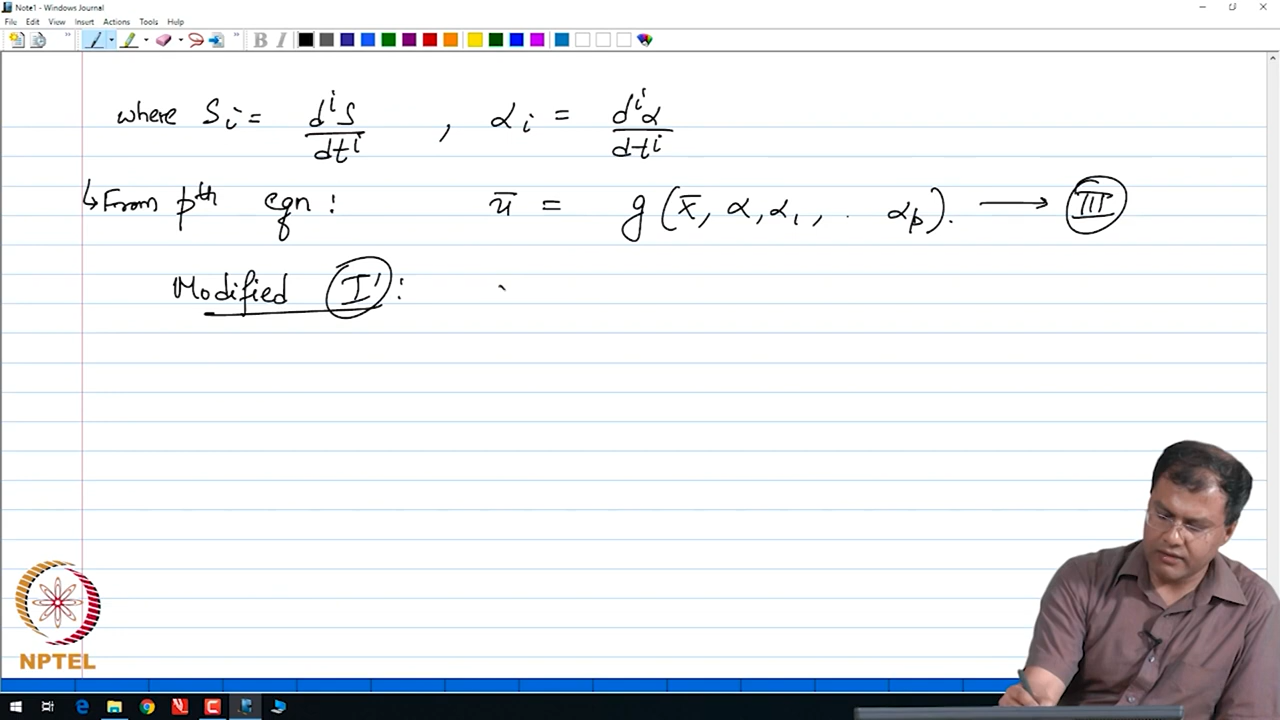 Note1 - Windows Journal
File Edit View Insert Actions Tools Help
B I
where S_i = d^i S / dt^i , α_i = d^i α / dt^i
↳ From p^th eqn : ū = g (x̄, α, α_1, . α_p). → III
Modified I' :
NPTEL